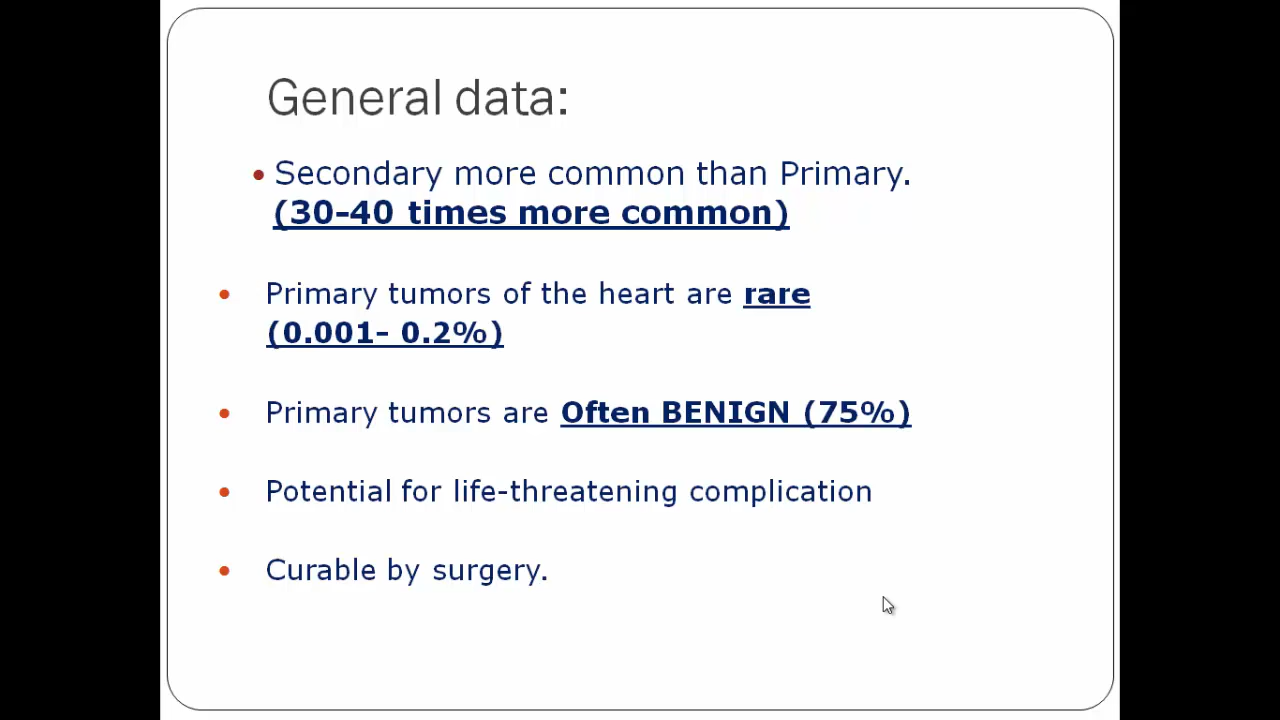 General data:
• Secondary more common than Primary.
(30-40 times more common)
• Primary tumors of the heart are rare
(0.001- 0.2%)
• Primary tumors are Often BENIGN (75%)
• Potential for life-threatening complication
• Curable by surgery.